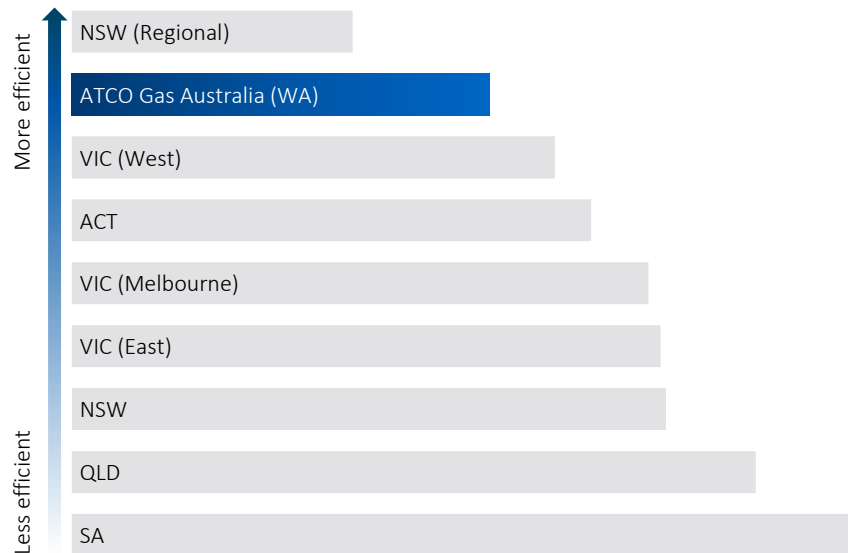 More efficient
Less efficient
NSW (Regional)
ATCO Gas Australia (WA)
VIC (West)
ACT
VIC (Melbourne)
VIC (East)
NSW
QLD
SA